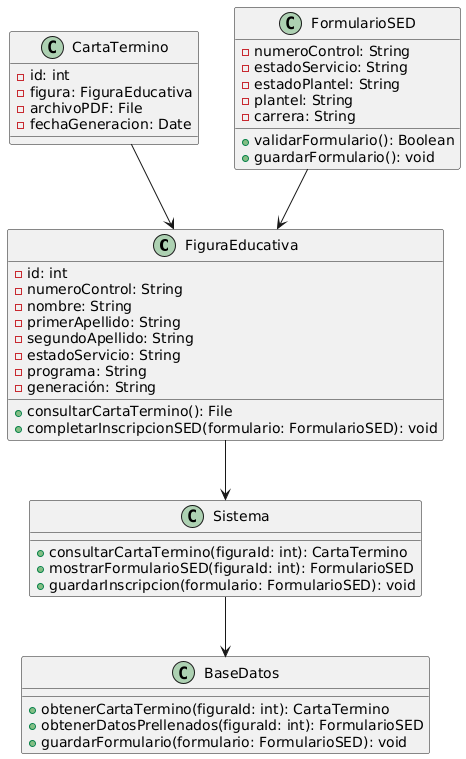 C CartaTermino
id: int
figura: FiguraEducativa
archivoPDF: File
fechaGeneracion: Date
C FormularioSED
numeroControl: String
estadoServicio: String
estadoPlantel: String
plantel: String
carrera: String
validarFormulario(): Boolean
guardarFormulario(): void
C FiguraEducativa
id: int
numeroControl: String
nombre: String
primerApellido: String
segundoApellido: String
estadoServicio: String
programa: String
generación: String
consultarCartaTermino(): File
completarInscripcionSED(formulario: FormularioSED): void
C Sistema
consultarCartaTermino(figuraId: int): CartaTermino
mostrarFormularioSED(figuraId: int): FormularioSED
guardarInscripcion(formulario: FormularioSED): void
C BaseDatos
obtenerCartaTermino(figuraId: int): CartaTermino
obtenerDatosPrellenados(figuraId: int): FormularioSED
guardarFormulario(formulario: FormularioSED): void